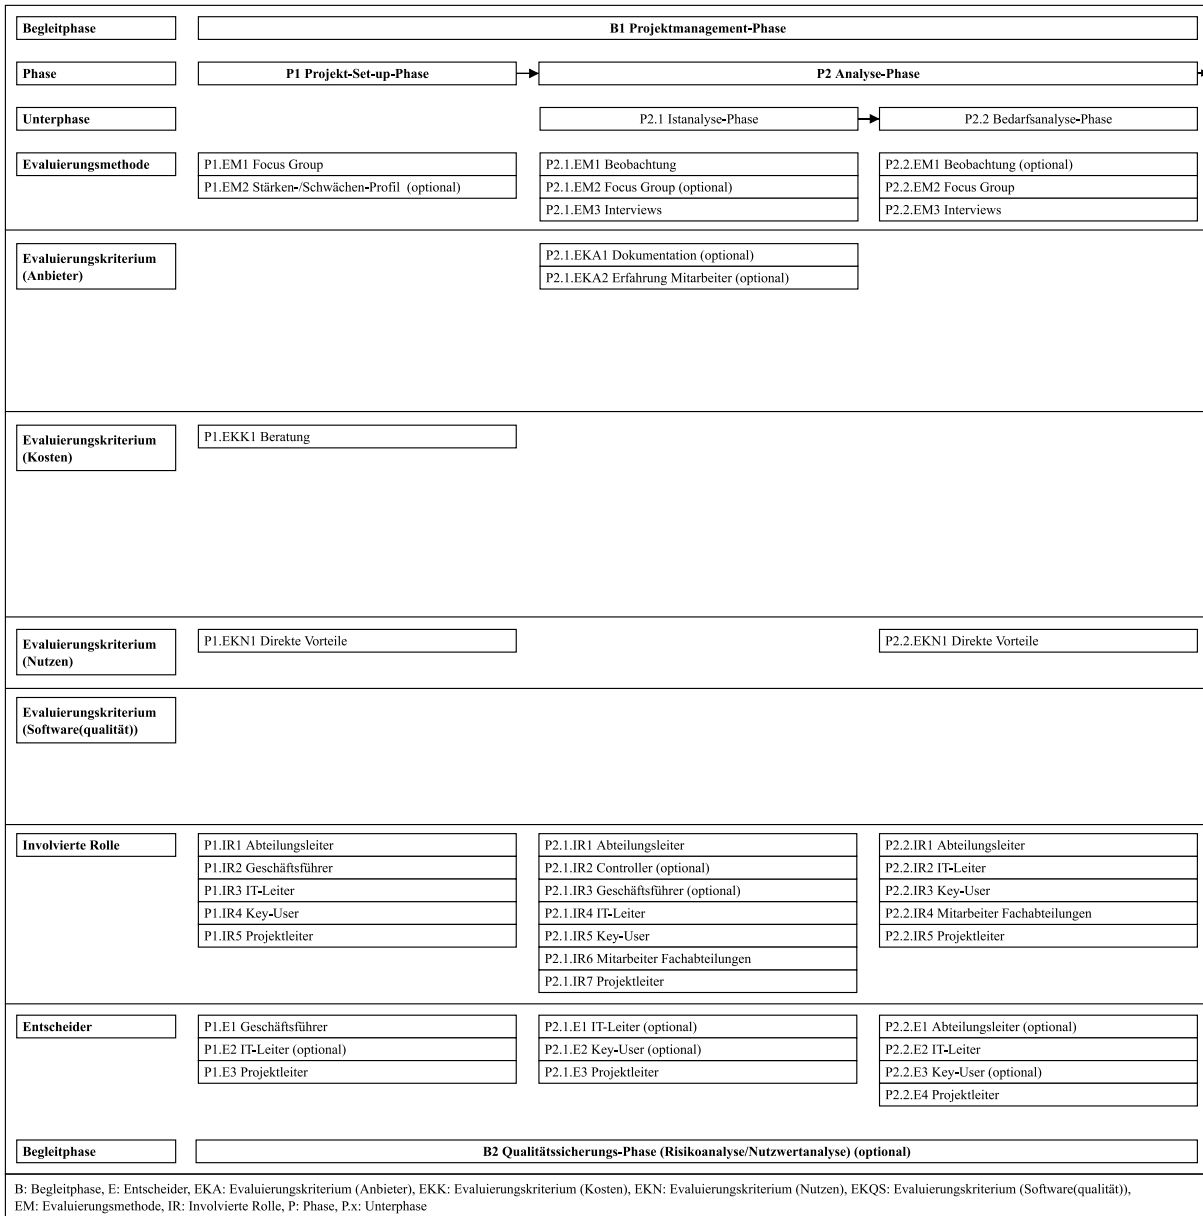 Begleitphase
B1 Projektmanagement-Phase
Phase
P1 Projekt-Set-up-Phase
P2 Analyse-Phase
Unterphase
P2.1 Istanalyse-Phase
P2.2 Bedarfsanalyse-Phase
Evaluierungsmethode
P1.EM1 Focus Group
P1.EM2 Stärken-/Schwächen-Profil (optional)
P2.1.EM1 Beobachtung
P2.1.EM2 Focus Group (optional)
P2.1.EM3 Interviews
P2.2.EM1 Beobachtung (optional)
P2.2.EM2 Focus Group
P2.2.EM3 Interviews
Evaluierungskriterium
(Anbieter)
P2.1.EKA1 Dokumentation (optional)
P2.1.EKA2 Erfahrung Mitarbeiter (optional)
Evaluierungskriterium
(Kosten)
P1.EKK1 Beratung
Evaluierungskriterium
(Nutzen)
P1.EKN1 Direkte Vorteile
P2.2.EKN1 Direkte Vorteile
Evaluierungskriterium
(Software(qualität))
Involvierte Rolle
P1.IR1 Abteilungsleiter
P1.IR2 Geschäftsführer
P1.IR3 IT-Leiter
P1.IR4 Key-User
P1.IR5 Projektleiter
P2.1.IR1 Abteilungsleiter
P2.1.IR2 Controller (optional)
P2.1.IR3 Geschäftsführer (optional)
P2.1.IR4 IT-Leiter
P2.1.IR5 Key-User
P2.1.IR6 Mitarbeiter Fachabteilungen
P2.1.IR7 Projektleiter
P2.2.IR1 Abteilungsleiter
P2.2.IR2 IT-Leiter
P2.2.IR3 Key-User
P2.2.IR4 Mitarbeiter Fachabteilungen
P2.2.IR5 Projektleiter
Entscheider
P1.E1 Geschäftsführer
P1.E2 IT-Leiter (optional)
P1.E3 Projektleiter
P2.1.E1 IT-Leiter (optional)
P2.1.E2 Key-User (optional)
P2.1.E3 Projektleiter
P2.2.E1 Abteilungsleiter (optional)
P2.2.E2 IT-Leiter
P2.2.E3 Key-User (optional)
P2.2.E4 Projektleiter
Begleitphase
B2 Qualitätssicherungs-Phase (Risikoanalyse/Nutzwertanalyse) (optional)
B: Begleitphase, E: Entscheider, EKA: Evaluierungskriterium (Anbieter), EKK: Evaluierungskriterium (Kosten), EKN: Evaluierungskriterium (Nutzen), EKQS: Evaluierungskriterium (Software(qualität)),
EM: Evaluierungsmethode, IR: Involvierte Rolle, P: Phase, P.x: Unterphase